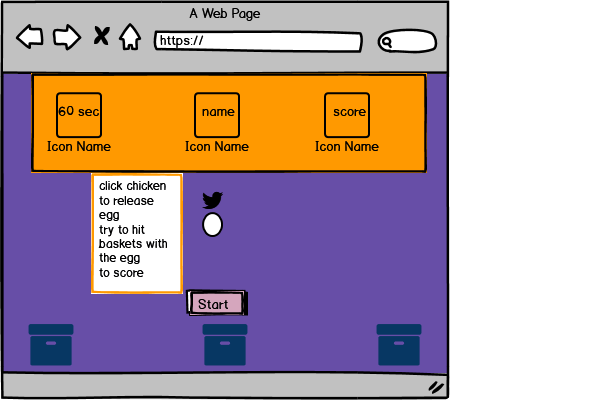 A Web Page
https://
60 sec
name
score
Icon Name
Icon Name
Icon Name
click chicken
to release
egg
try to hit
baskets with
the egg
to score
Start